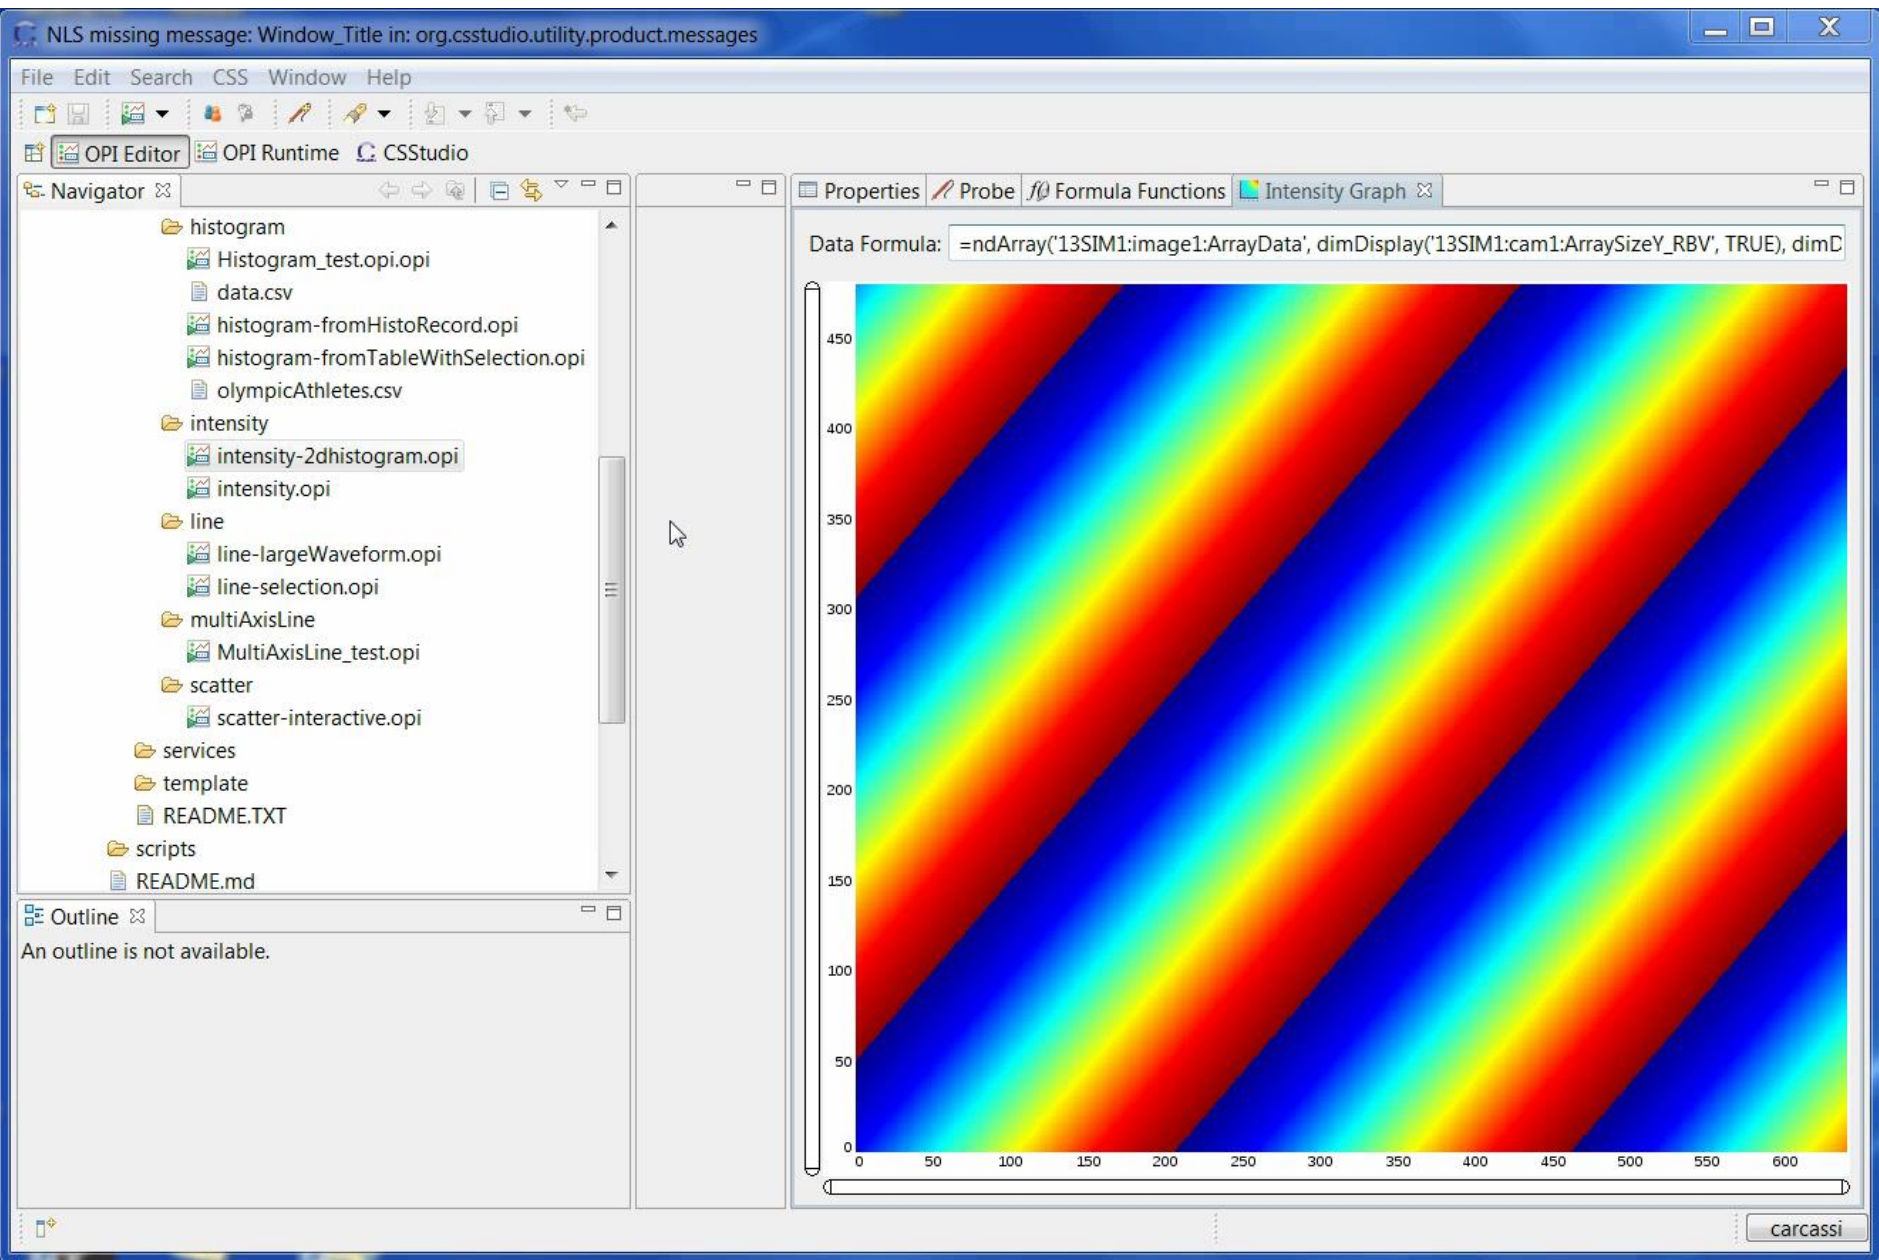 NLS missing message: Window_Title in: org.csstudio.utility.product.messages
File Edit Search CSS Window Help
OPI Editor OPI Runtime CSStudio
Navigator
histogram
Histogram_test.opi.opi
data.csv
histogram-fromHistoRecord.opi
histogram-fromTableWithSelection.opi
olympicAthletes.csv
intensity
intensity-2dhistogram.opi
intensity.opi
line
line-largeWaveform.opi
line-selection.opi
multiAxisLine
MultiAxisLine_test.opi
scatter
scatter-interactive.opi
services
template
README.TXT
scripts
README.md
Outline
An outline is not available.
Properties Probe Formula Functions Intensity Graph
Data Formula: =ndArray('13SIM1:image1:ArrayData', dimDisplay('13SIM1:cam1:ArraySizeY_RBV', TRUE), dimD
450
400
350
300
250
200
150
100
50
0
0 50 100 150 200 250 300 350 400 450 500 550 600
carcassi